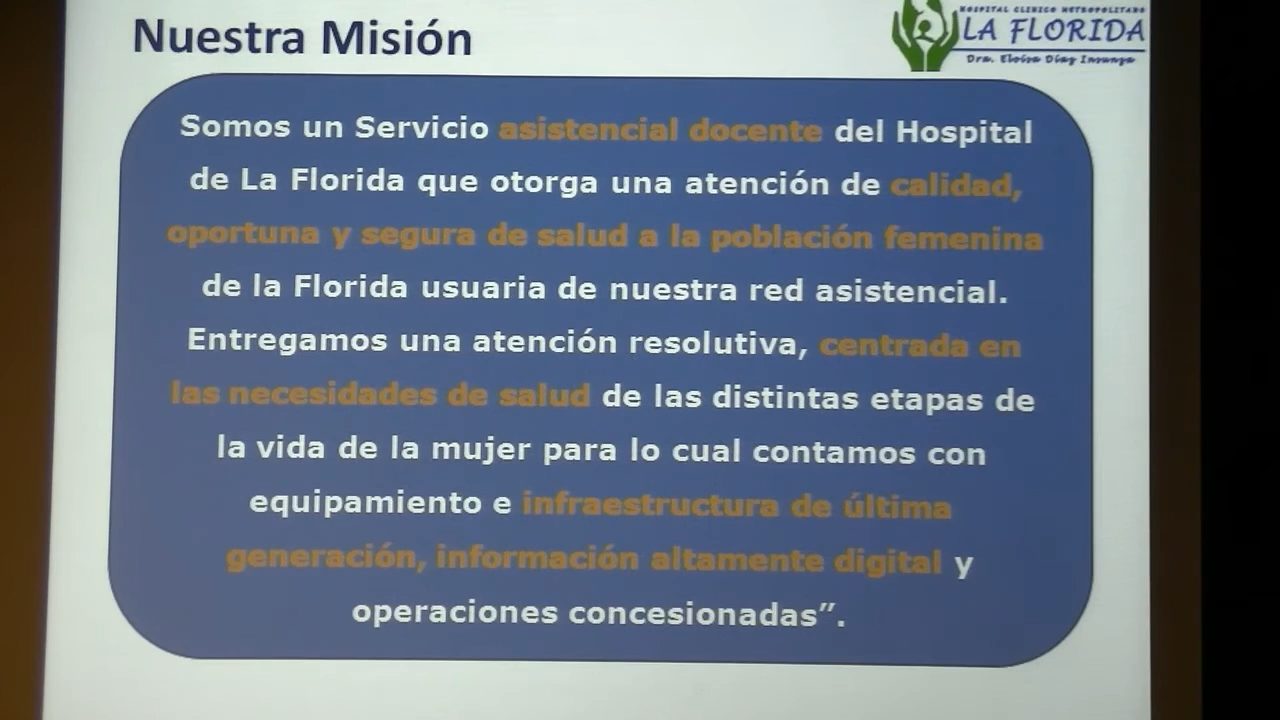 Nuestra Misión
HOSPITAL CLINICO METROPOLITANO
LA FLORIDA
Dra. Eloísa Díaz Insunza
Somos un Servicio asistencial docente del Hospital
de La Florida que otorga una atención de calidad,
oportuna y segura de salud a la población femenina
de la Florida usuaria de nuestra red asistencial.
Entregamos una atención resolutiva, centrada en
las necesidades de salud de las distintas etapas de
la vida de la mujer para lo cual contamos con
equipamiento e infraestructura de última
generación, información altamente digital y
operaciones concesionadas”.